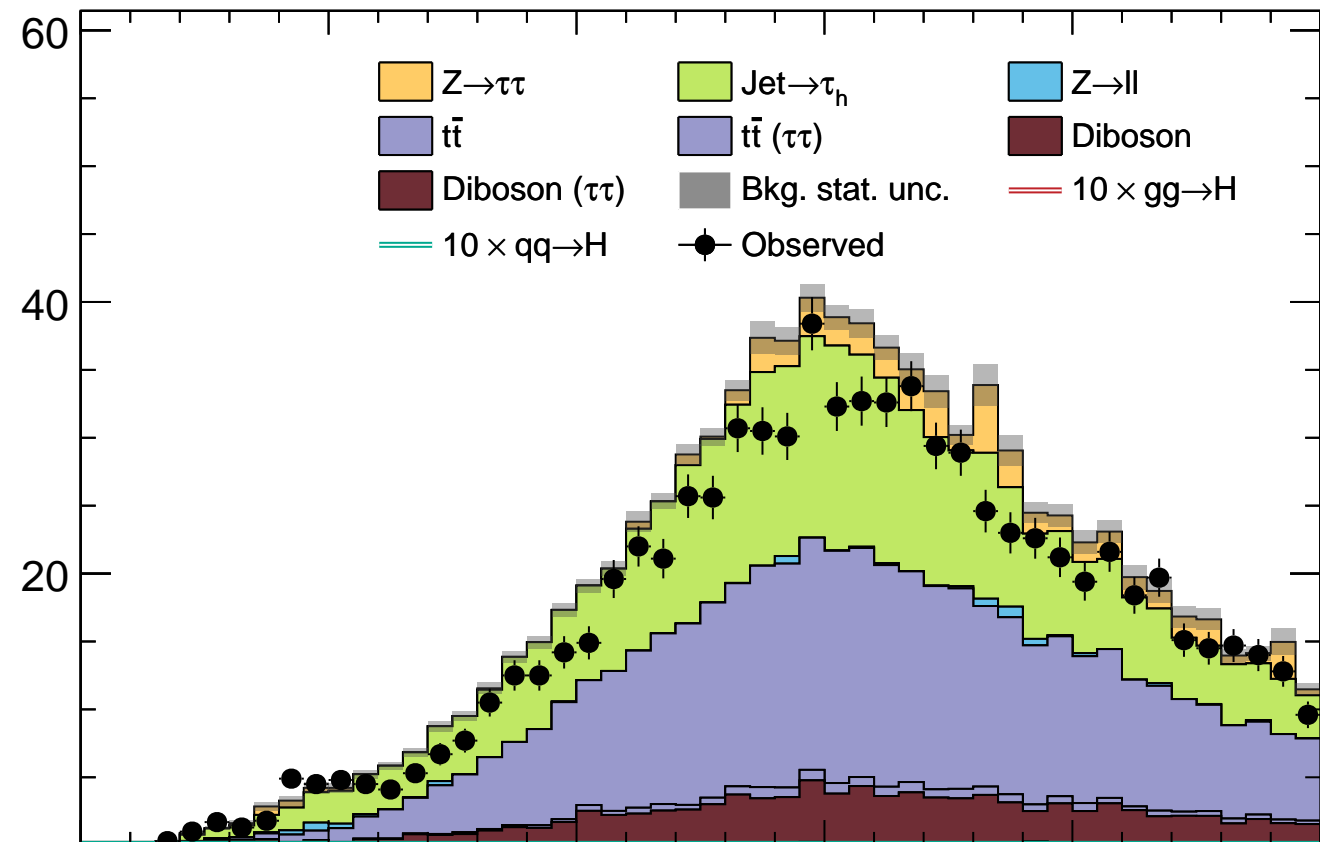 60
Z→ττ Jet→τh Z→ll
tt̄ tt̄ (ττ) Diboson
Diboson (ττ) Bkg. stat. unc. 10 × gg→H
10 × qq→H Observed
40
20